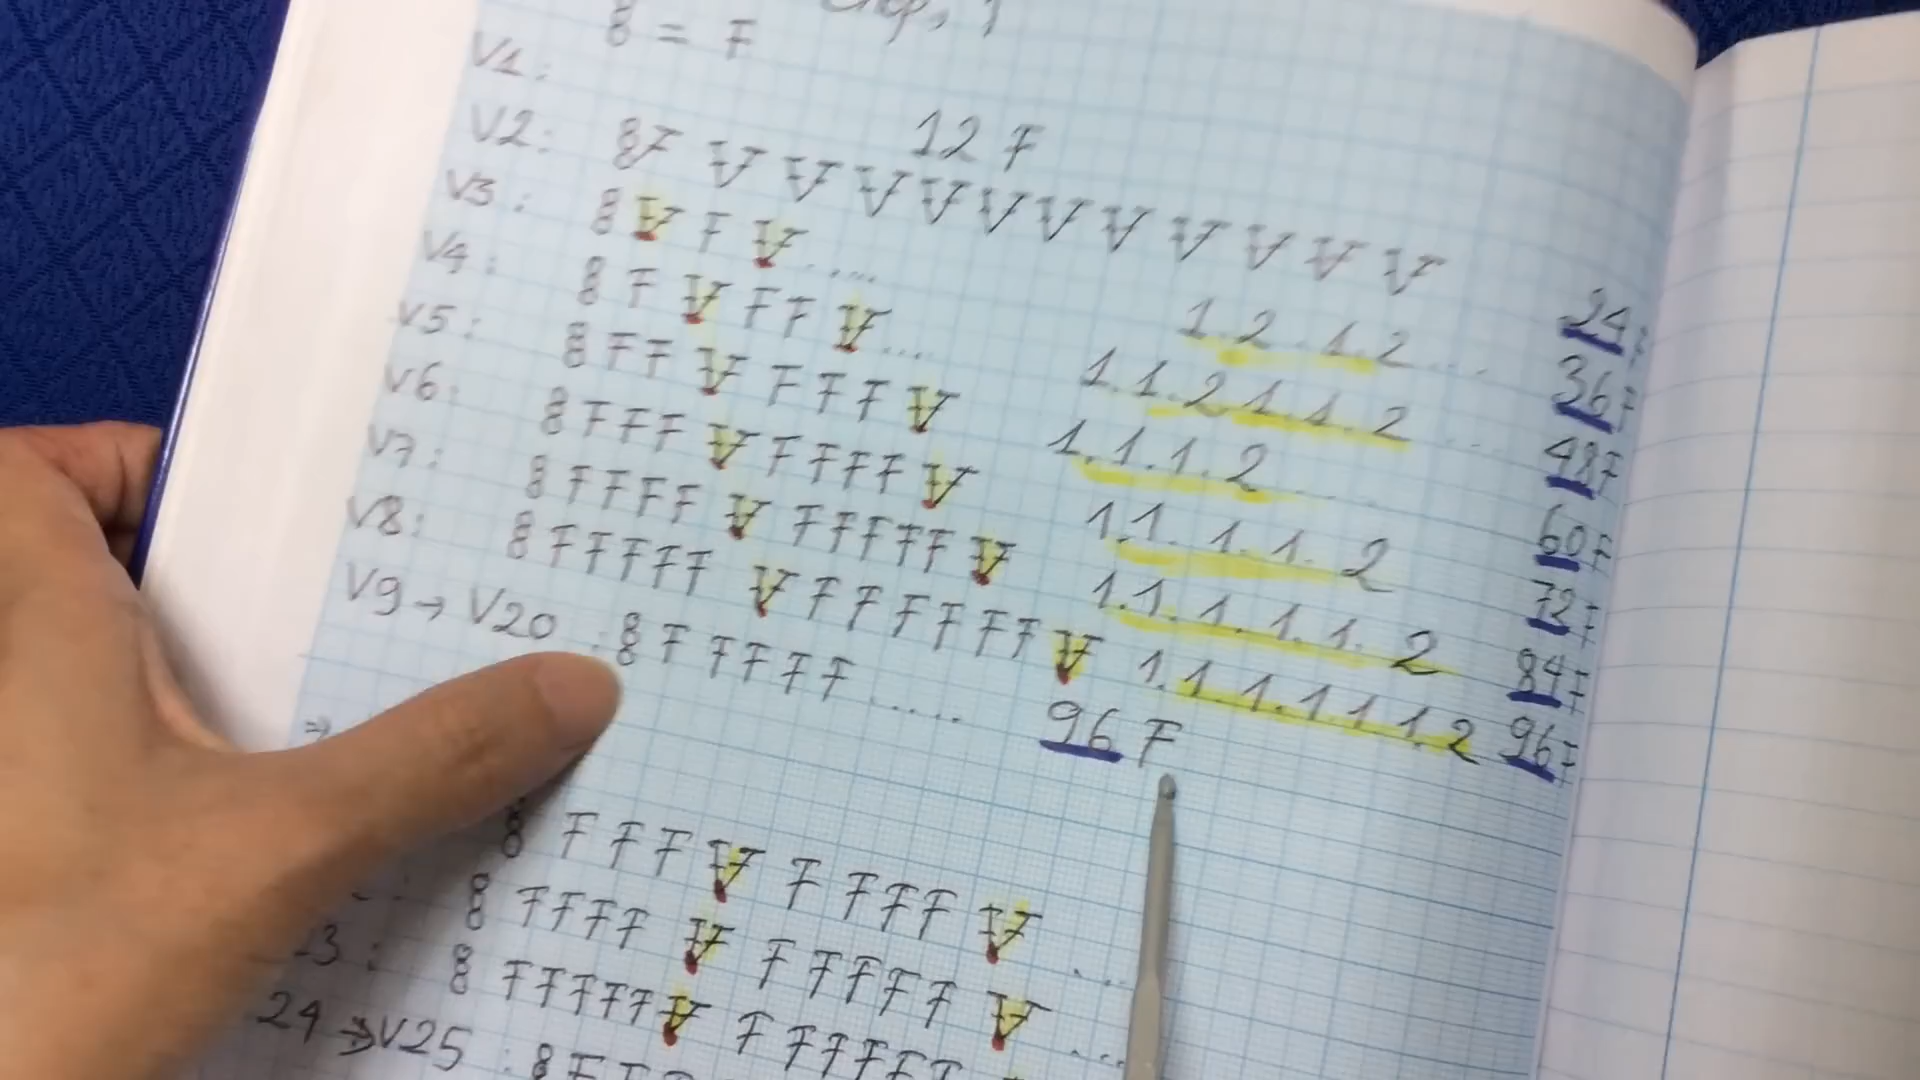 8 = F
V1: 12 F
V2: 8F V V V V V V V V V V V 24F
V3: 8 V F V..... 1.2.1.2... 36F
V4: 8 F V F F V.... 1.1.2.1.1.2... 48F
V5: 8 F F V F F F V 1.1.1.2 60F
V6: 8 F F F V F F F F V 1.1.1.1.2 72F
V7: 8 F F F F V F F F F F V 1.1.1.1.1.2 84F
V8: 8 F F F F F V F F F F F F V 1.1.1.1.1.1.2 96F
V9 → V20 : 8 F F F F F ...... 96 F
⇒
8 F F F V F F F F V
: 8 F F F F V F F F F F V ...
23 : 8 F F F F F V F F F F F F V ...
24 ⇒ V25 : 8 F